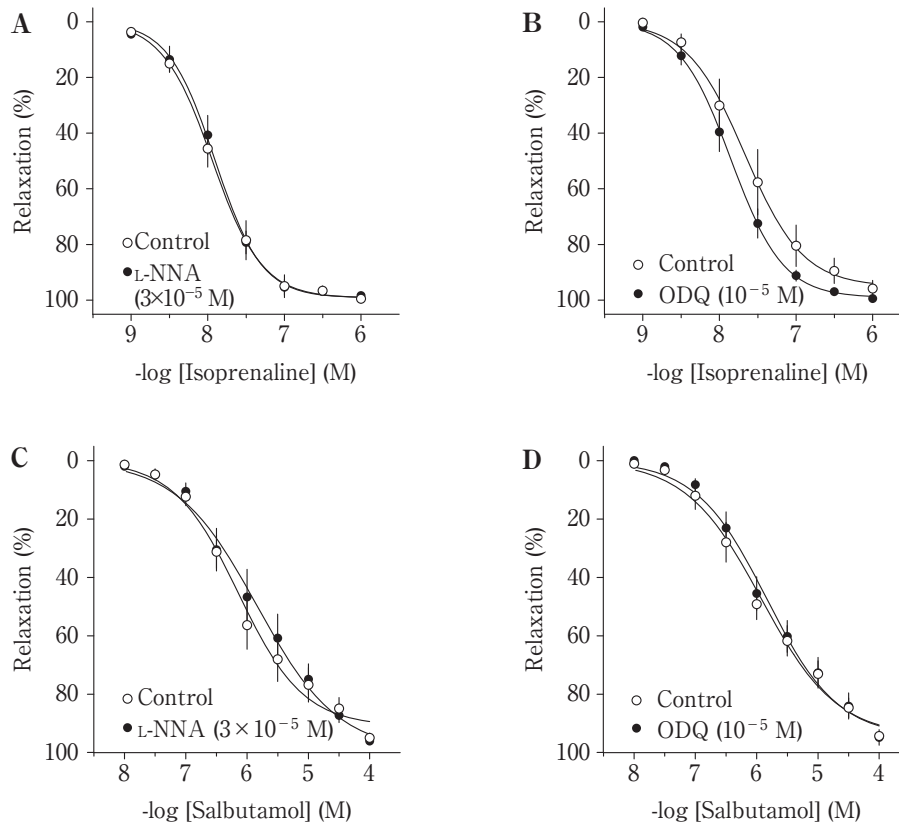 A
0
20
40
60
80
100
Relaxation (%)
Control
L-NNA
(3×10⁻⁵ M)
9 8 7 6
-log [Isoprenaline] (M)
B
0
20
40
60
80
100
Relaxation (%)
Control
ODQ (10⁻⁵ M)
9 8 7 6
-log [Isoprenaline] (M)
C
0
20
40
60
80
100
Relaxation (%)
Control
L-NNA (3×10⁻⁵ M)
8 7 6 5 4
-log [Salbutamol] (M)
D
0
20
40
60
80
100
Relaxation (%)
Control
ODQ (10⁻⁵ M)
8 7 6 5 4
-log [Salbutamol] (M)